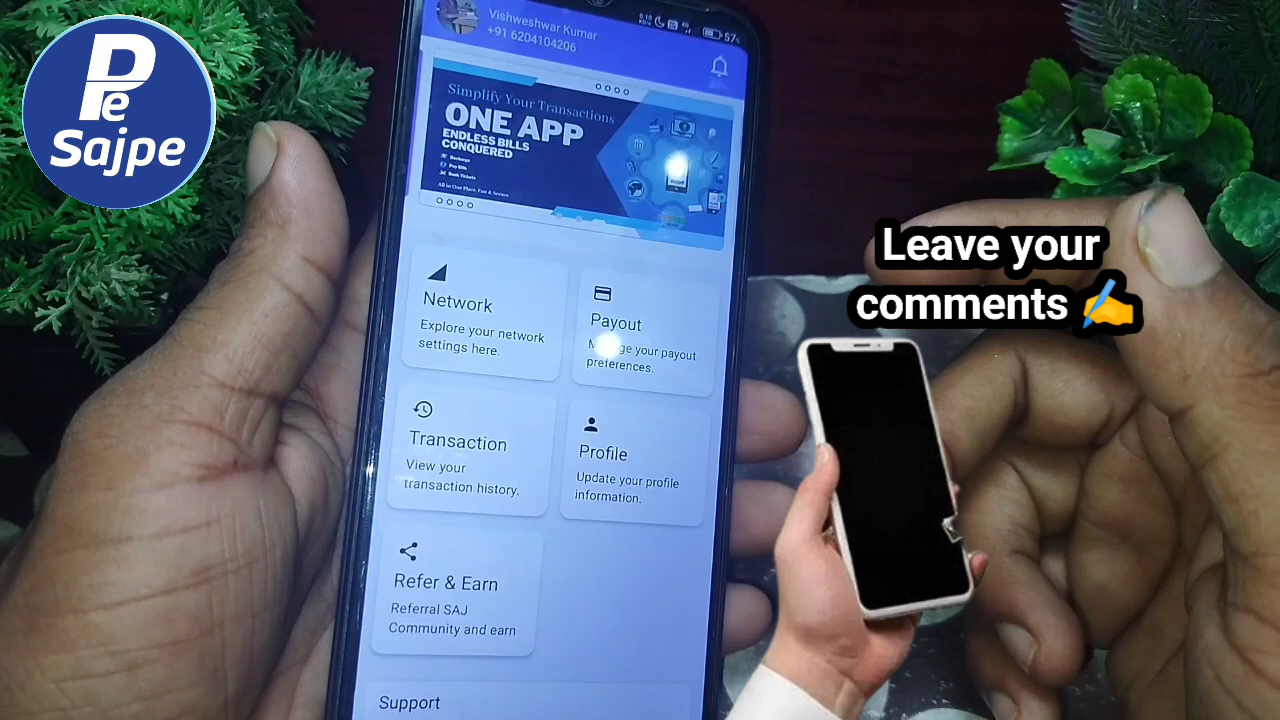 Pe
Sajpe
Vishweshwar Kumar
+91 6204104206
57%
Simplify Your Transactions
ONE APP
ENDLESS BILLS
CONQUERED
Recharge
Pay Bills
Book Tickets
All in One Place, Fast & Secure
Network
Explore your network
settings here.
Payout
your payout
preferences.
Transaction
View your
transaction history.
Profile
Update your profile
information.
Refer & Earn
Referral SAJ
Community and earn
Support
Leave your
comments ✍️